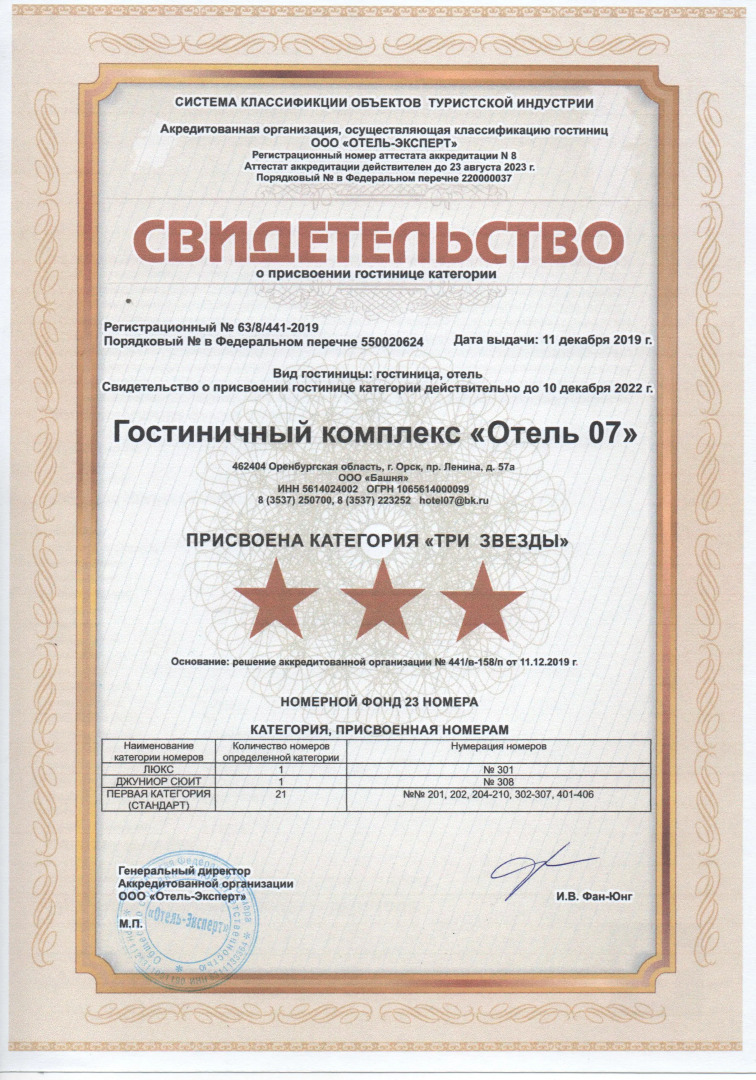 СИСТЕМА КЛАССИФИКЦИИ ОБЪЕКТОВ ТУРИСТСКОЙ ИНДУСТРИИ
Акредитованная организация, осуществляющая классификацию гостиниц
ООО «ОТЕЛЬ-ЭКСПЕРТ»
Регистрационный номер аттестата аккредитации N 8
Аттестат аккредитации действителен до 23 августа 2023 г.
Порядковый № в Федеральном перечне 220000037
СВИДЕТЕЛЬСТВО
о присвоении гостинице категории
Регистрационный № 63/8/441-2019
Порядковый № в Федеральном перечне 550020624 Дата выдачи: 11 декабря 2019 г.
Вид гостиницы: гостиница, отель
Свидетельство о присвоении гостинице категории действительно до 10 декабря 2022 г.
Гостиничный комплекс «Отель 07»
462404 Оренбургская область, г. Орск, пр. Ленина, д. 57а
ООО «Башня»
ИНН 5614024002 ОГРН 1065614000099
8 (3537) 250700, 8 (3537) 223252 hotel07@bk.ru
ПРИСВОЕНА КАТЕГОРИЯ «ТРИ ЗВЕЗДЫ»
Основание: решение аккредитованной организации № 441/в-158/п от 11.12.2019 г.
НОМЕРНОЙ ФОНД 23 НОМЕРА
КАТЕГОРИЯ, ПРИСВОЕННАЯ НОМЕРАМ
Наименование категории номеров Количество номеров определенной категории Нумерация номеров
ЛЮКС 1 № 301
ДЖУНИОР СЮИТ 1 № 308
ПЕРВАЯ КАТЕГОРИЯ (СТАНДАРТ) 21 №№ 201, 202, 204-210, 302-307, 401-406
Генеральный директор
Аккредитованной организации
ООО «Отель-Эксперт» И.В. Фан-Юнг
М.П.
«Отель-Эксперт»